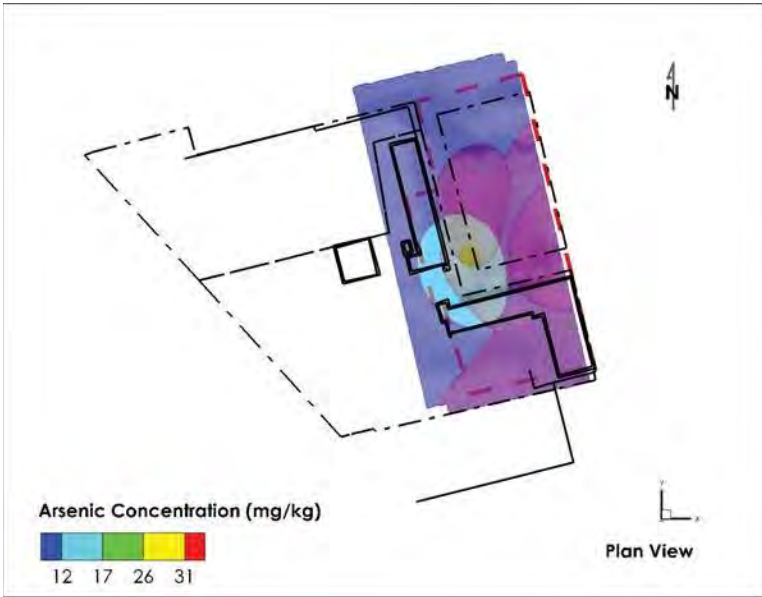 N
Arsenic Concentration (mg/kg)
12 17 26 31
Y
X
Plan View